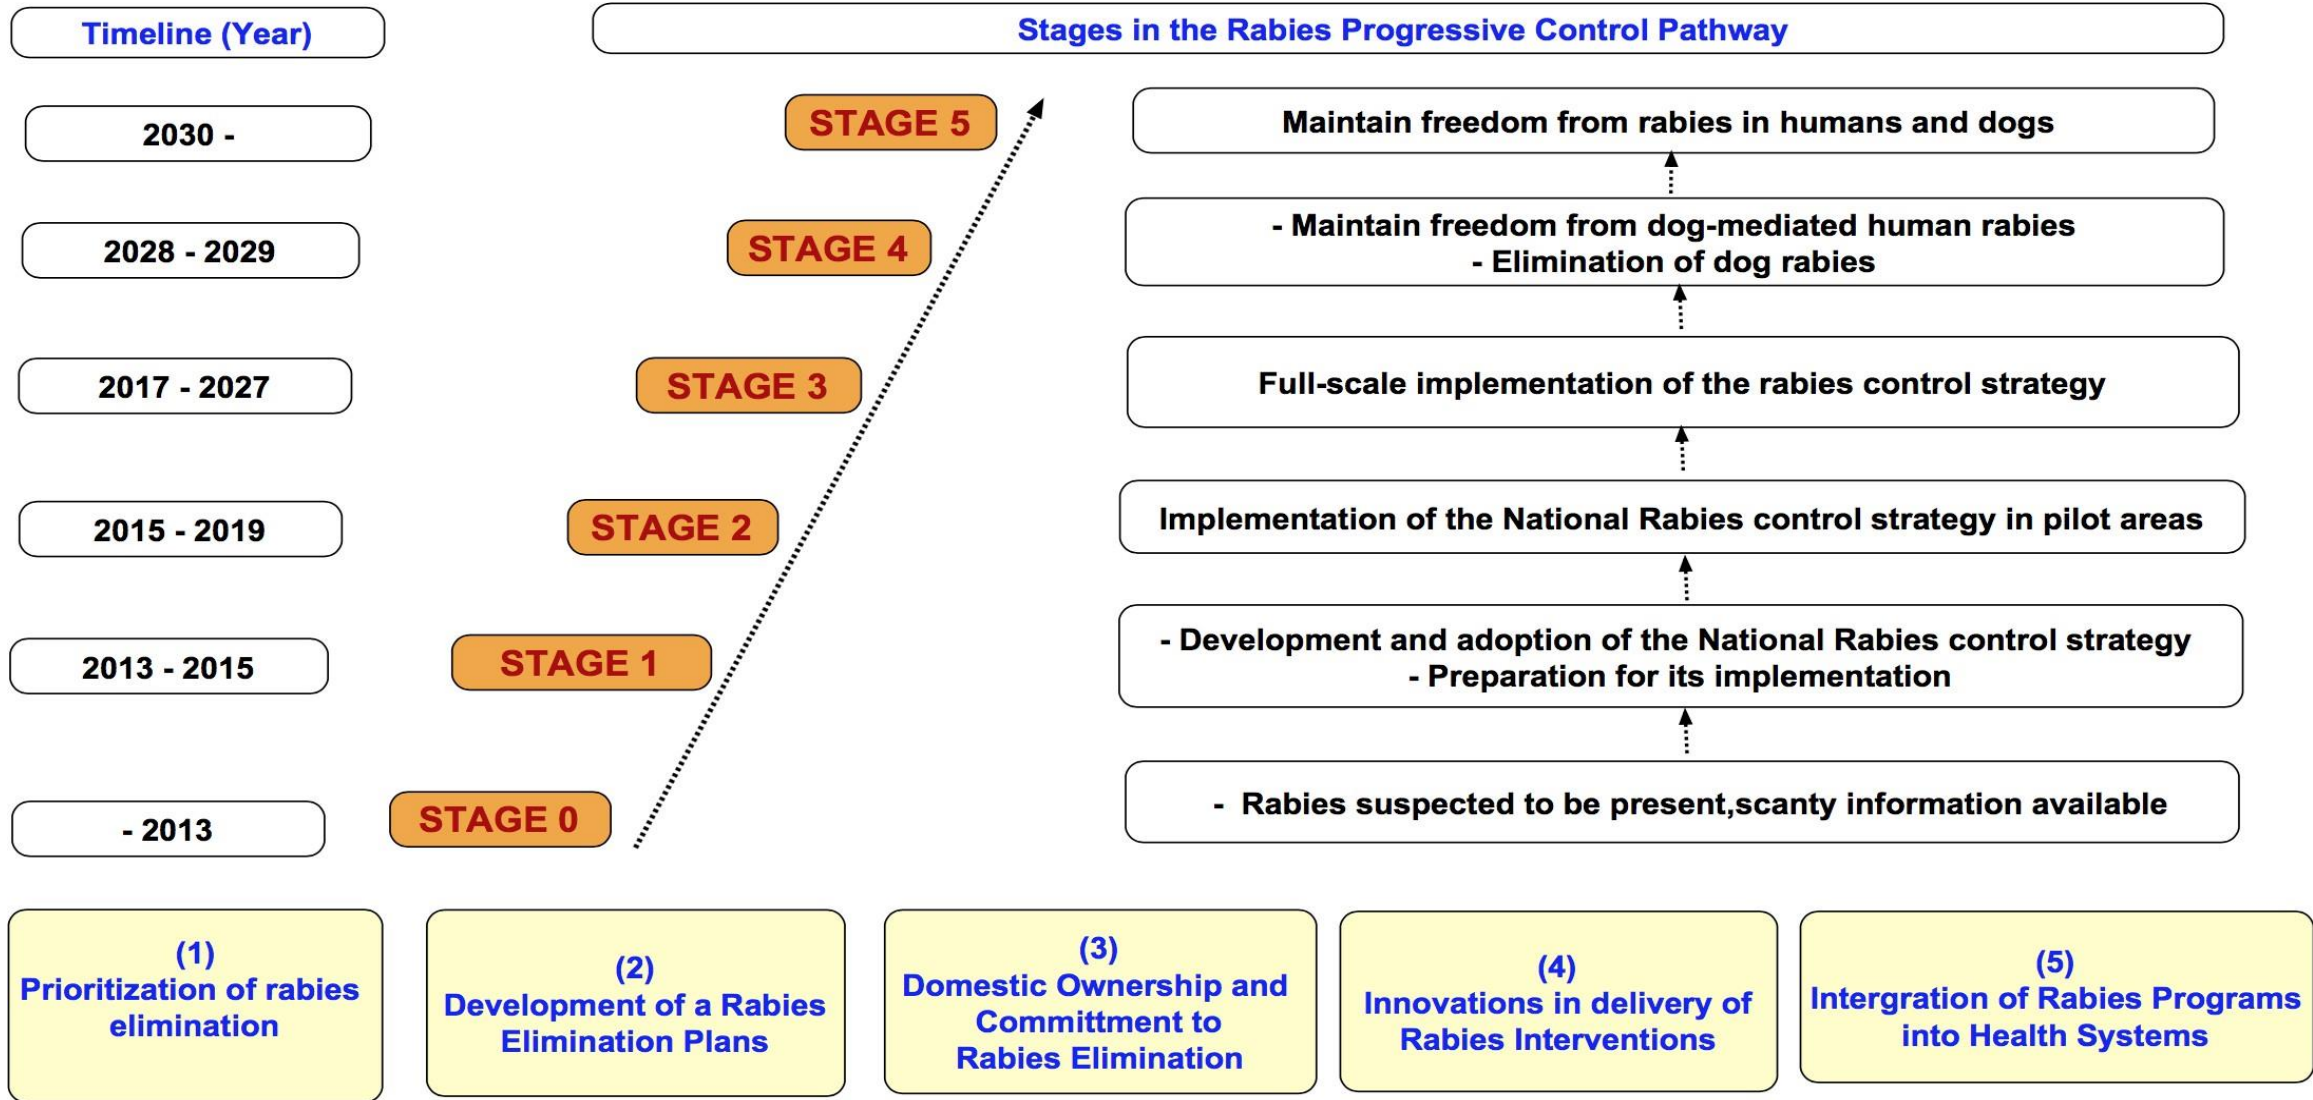 Timeline (Year)
Stages in the Rabies Progressive Control Pathway
2030 -
STAGE 5
Maintain freedom from rabies in humans and dogs
2028 - 2029
STAGE 4
- Maintain freedom from dog-mediated human rabies
- Elimination of dog rabies
2017 - 2027
STAGE 3
Full-scale implementation of the rabies control strategy
2015 - 2019
STAGE 2
Implementation of the National Rabies control strategy in pilot areas
2013 - 2015
STAGE 1
- Development and adoption of the National Rabies control strategy
- Preparation for its implementation
- 2013
STAGE 0
- Rabies suspected to be present,scanty information available
(1)
Prioritization of rabies
elimination
(2)
Development of a Rabies
Elimination Plans
(3)
Domestic Ownership and
Committment to
Rabies Elimination
(4)
Innovations in delivery of
Rabies Interventions
(5)
Intergration of Rabies Programs
into Health Systems